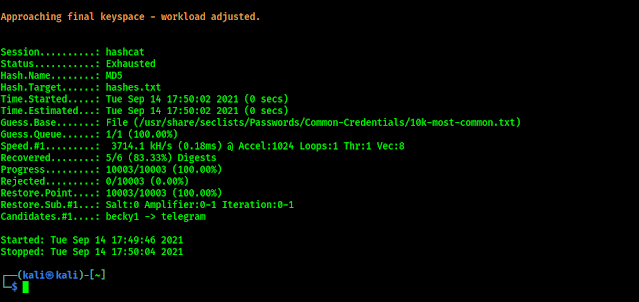 Approaching final keyspace - workload adjusted.
Session..........: hashcat
Status...........: Exhausted
Hash.Name........: MD5
Hash.Target......: hashes.txt
Time.Started.....: Tue Sep 14 17:50:02 2021 (0 secs)
Time.Estimated...: Tue Sep 14 17:50:02 2021 (0 secs)
Guess.Base.......: File (/usr/share/seclists/Passwords/Common-Credentials/10k-most-common.txt)
Guess.Queue......: 1/1 (100.00%)
Speed.#1.........:  3714.1 kH/s (0.18ms) @ Accel:1024 Loops:1 Thr:1 Vec:8
Recovered........: 5/6 (83.33%) Digests
Progress.........: 10003/10003 (100.00%)
Rejected.........: 0/10003 (0.00%)
Restore.Point....: 10003/10003 (100.00%)
Restore.Sub.#1...: Salt:0 Amplifier:0-1 Iteration:0-1
Candidates.#1....: becky1 -> telegram
Started: Tue Sep 14 17:49:46 2021
Stopped: Tue Sep 14 17:50:04 2021
┌──(kali㉿kali)-[~]
└─$